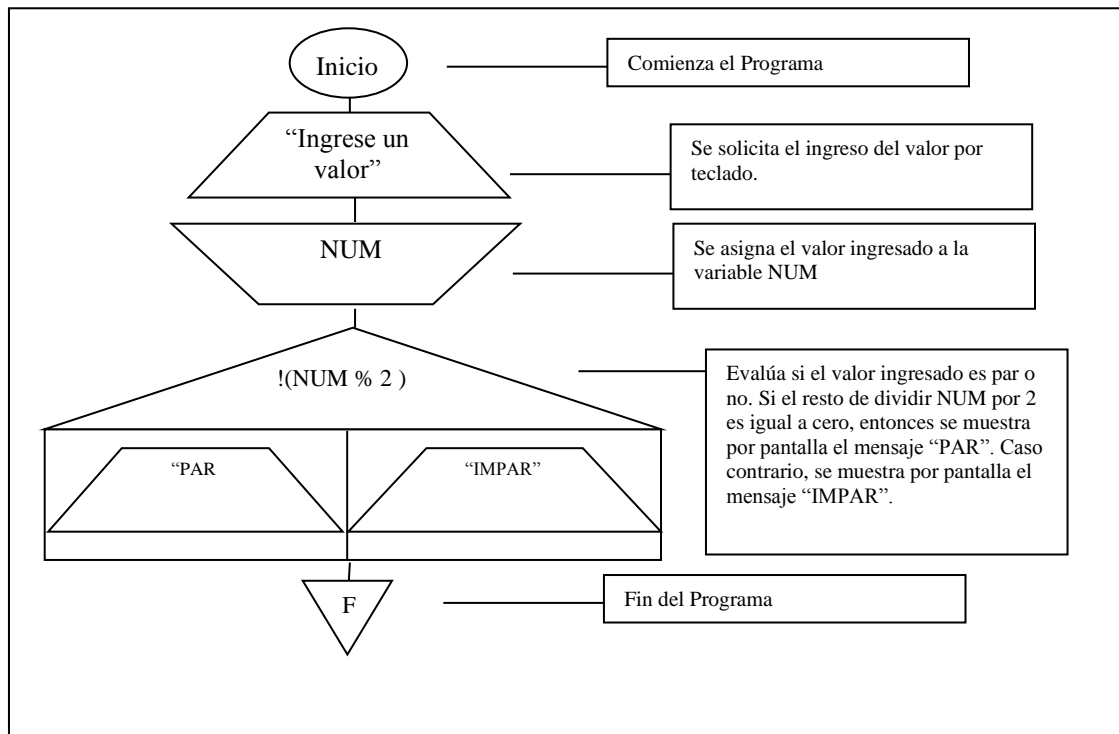 Inicio
Comienza el Programa
“Ingrese un
valor”
Se solicita el ingreso del valor por
teclado.
NUM
Se asigna el valor ingresado a la
variable NUM
!(NUM % 2 )
Evalúa si el valor ingresado es par o
no. Si el resto de dividir NUM por 2
es igual a cero, entonces se muestra
por pantalla el mensaje “PAR”. Caso
contrario, se muestra por pantalla el
mensaje “IMPAR”.
“PAR
“IMPAR”
F
Fin del Programa